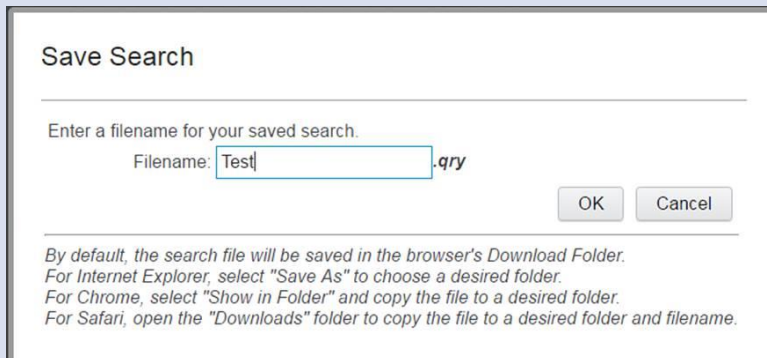 Save Search
Enter a filename for your saved search.
Filename: Test .qry
OK Cancel
By default, the search file will be saved in the browser's Download Folder.
For Internet Explorer, select "Save As" to choose a desired folder.
For Chrome, select "Show in Folder" and copy the file to a desired folder.
For Safari, open the "Downloads" folder to copy the file to a desired folder and filename.